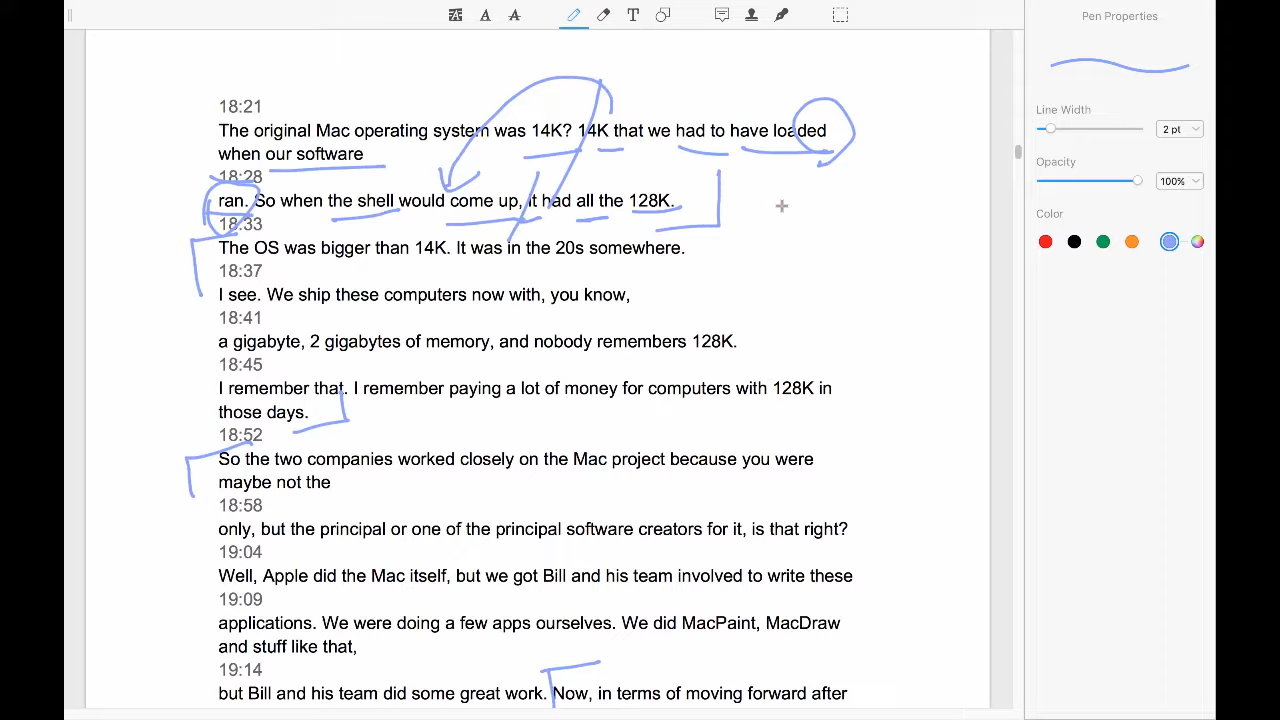 Pen Properties
18:21
The original Mac operating system was 14K? 14K that we had to have loaded
when our software
18:28
ran. So when the shell would come up, it had all the 128K.
18:33
The OS was bigger than 14K. It was in the 20s somewhere.
18:37
I see. We ship these computers now with, you know,
18:41
a gigabyte, 2 gigabytes of memory, and nobody remembers 128K.
18:45
I remember that. I remember paying a lot of money for computers with 128K in
those days.
18:52
So the two companies worked closely on the Mac project because you were
maybe not the
18:58
only, but the principal or one of the principal software creators for it, is that right?
19:04
Well, Apple did the Mac itself, but we got Bill and his team involved to write these
19:09
applications. We were doing a few apps ourselves. We did MacPaint, MacDraw
and stuff like that,
19:14
but Bill and his team did some great work. Now, in terms of moving forward after
Line Width
2 pt
Opacity
100%
Color